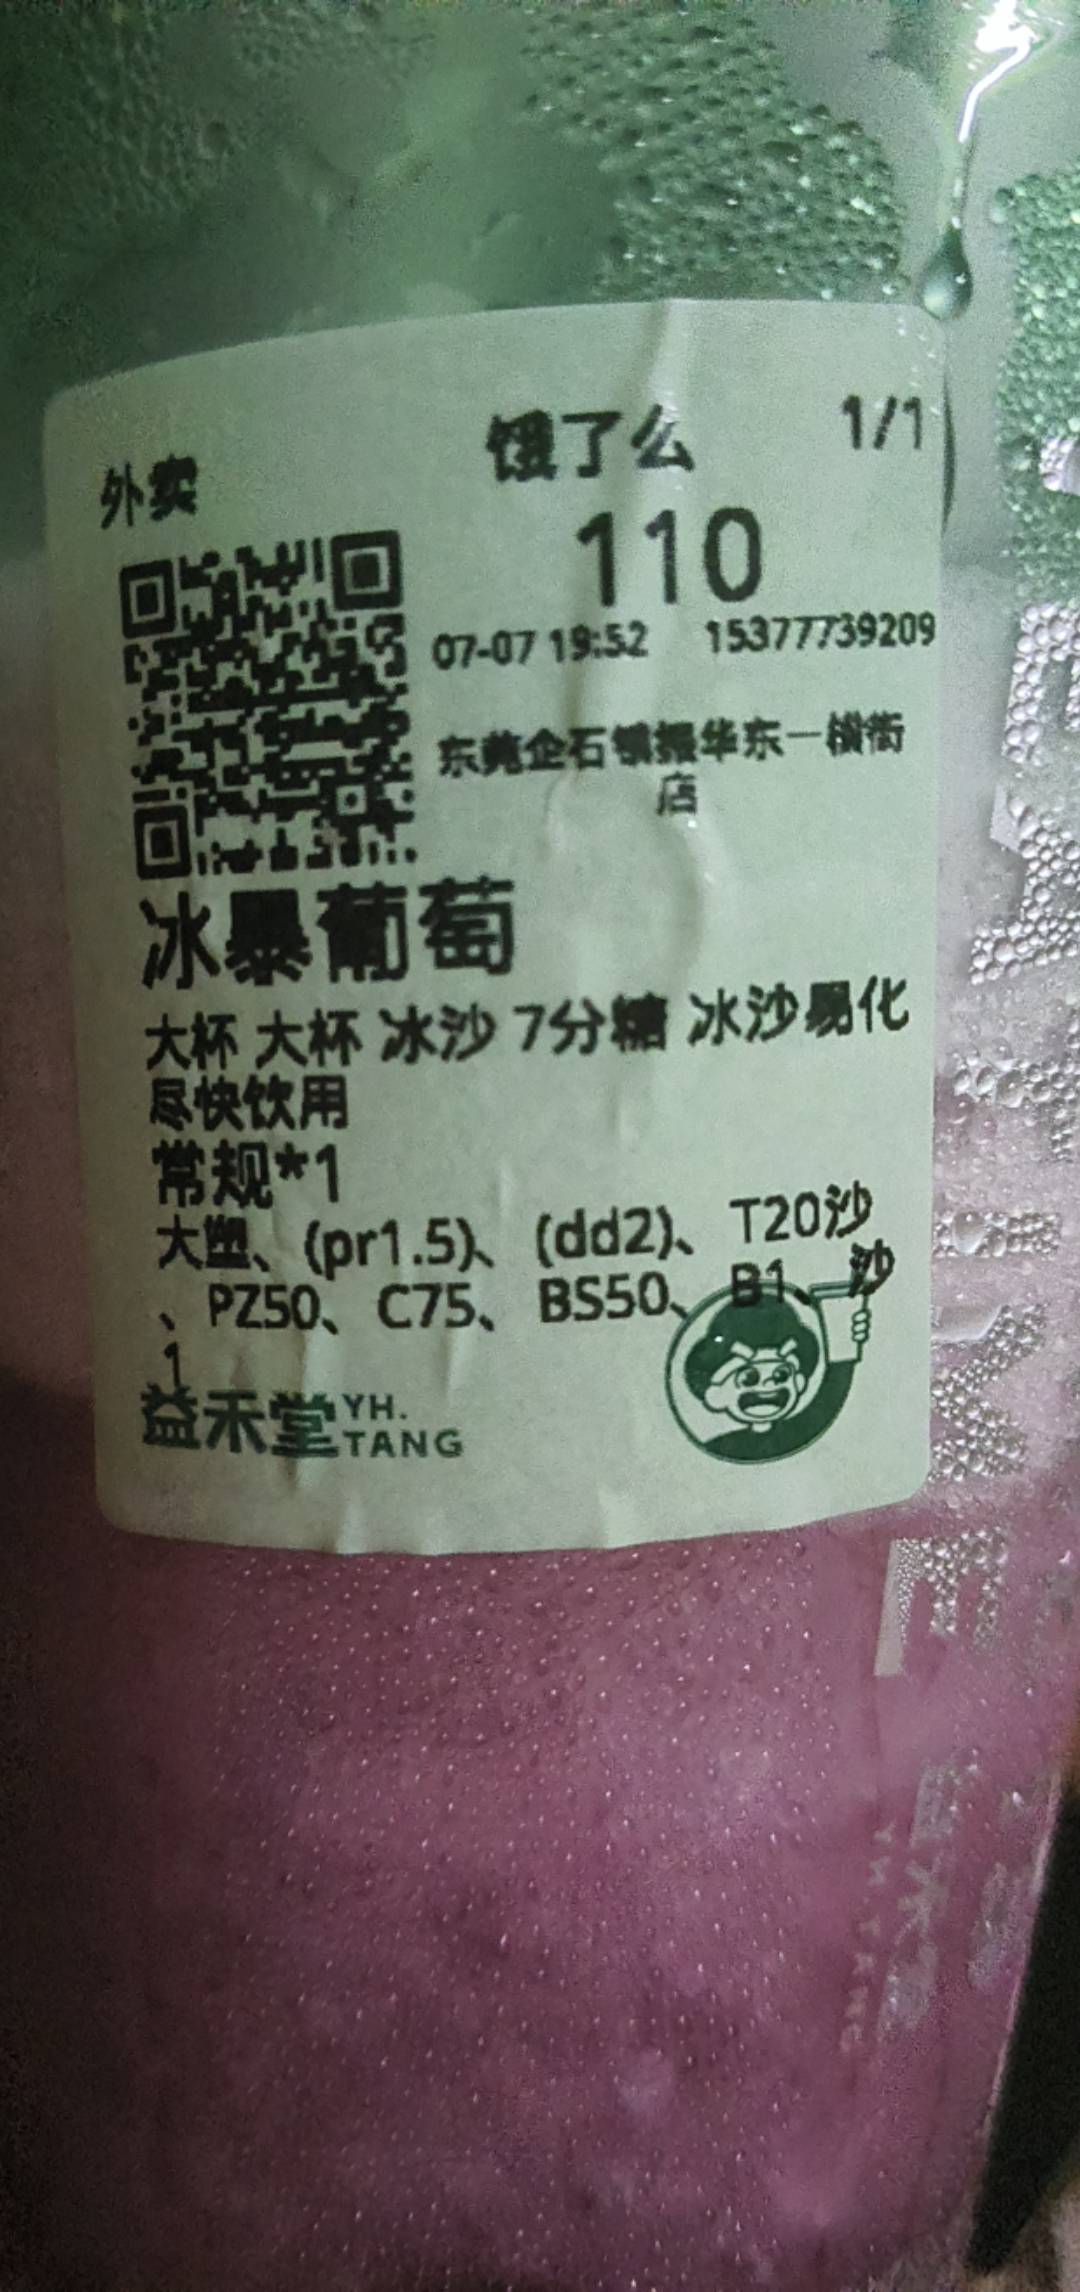 外卖
饿了么
1/1
110
07-07 19:52 15377739209
东莞企石镇振华东一横街
店
冰暴葡萄
大杯 大杯 冰沙 7分糖 冰沙易化
尽快饮用
常规*1
大塑、(pr1.5)、(dd2)、T20沙
、PZ50、C75、BS50、B1、沙
1
益禾堂 YH.
TANG